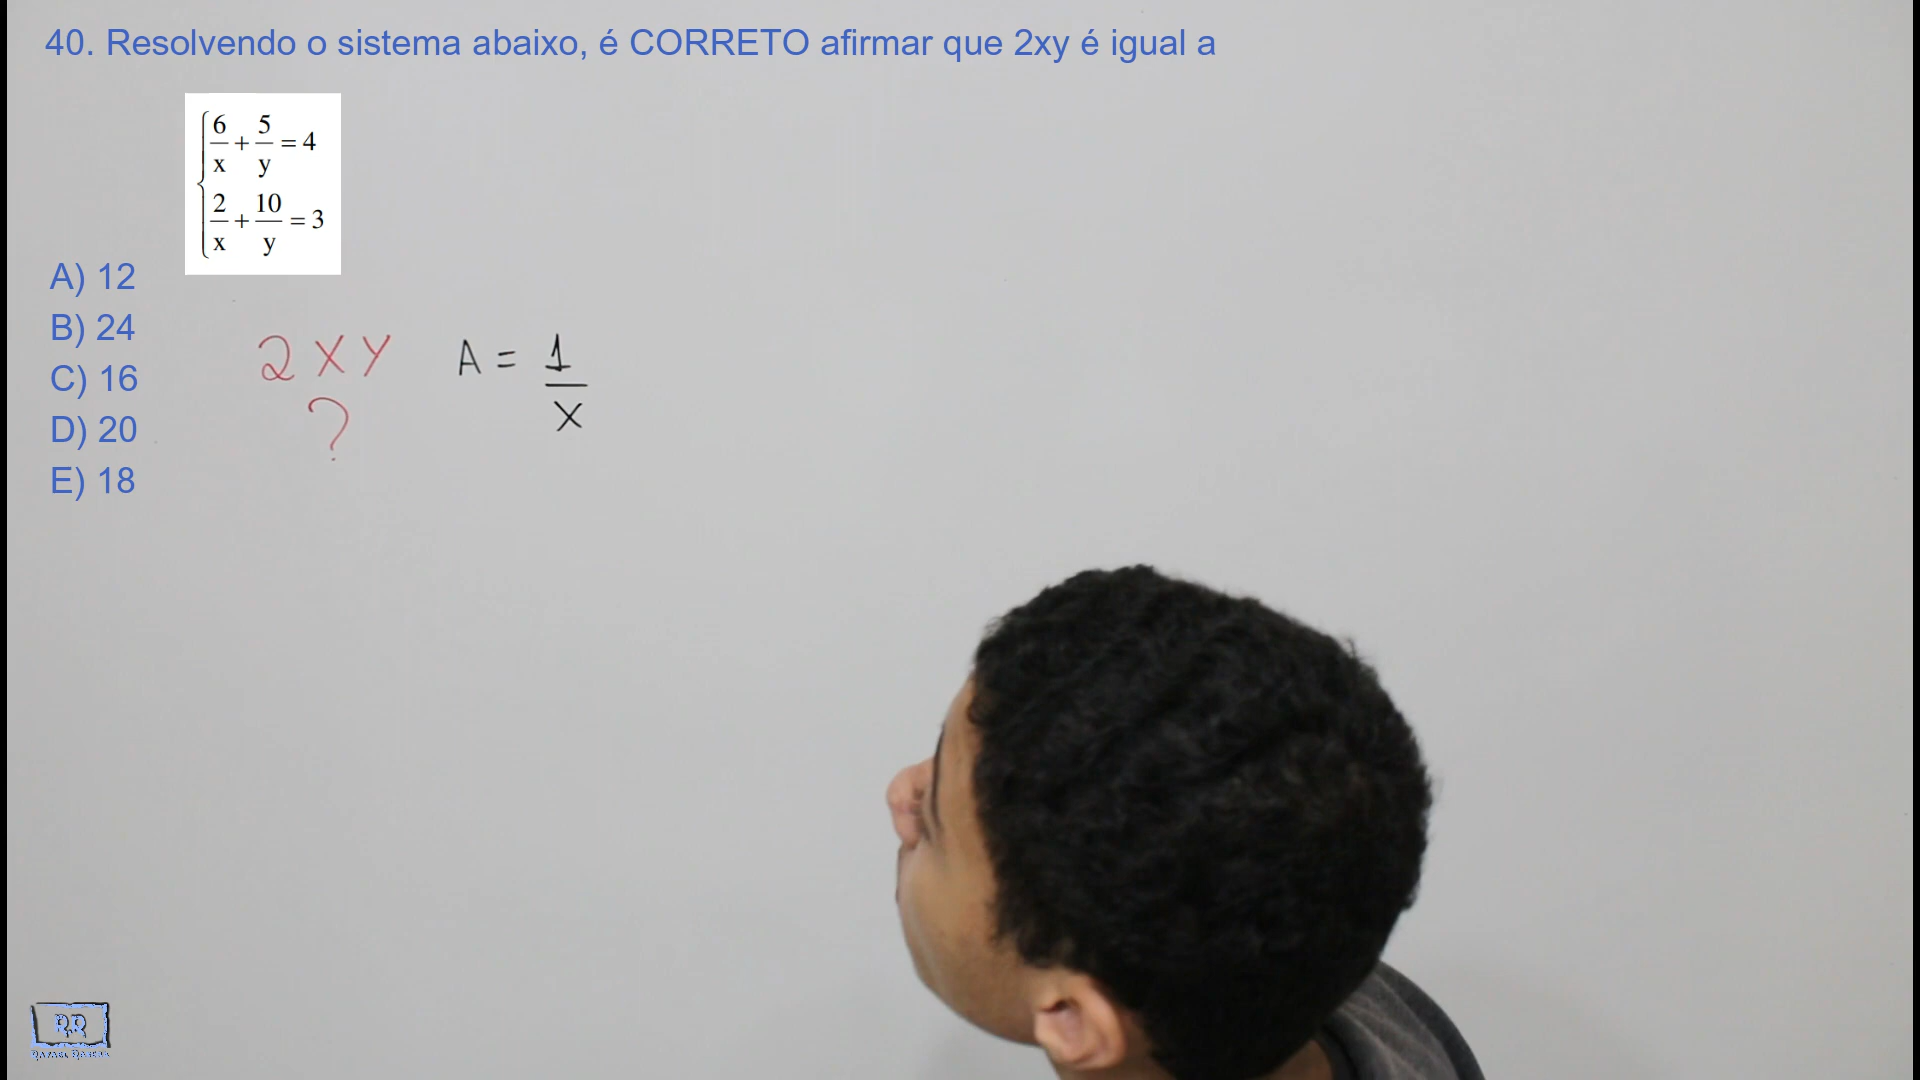 40. Resolvendo o sistema abaixo, é CORRETO afirmar que 2xy é igual a
6/x + 5/y = 4
2/x + 10/y = 3
A) 12
B) 24
C) 16
D) 20
E) 18
2XY A = 1/X
?
RR